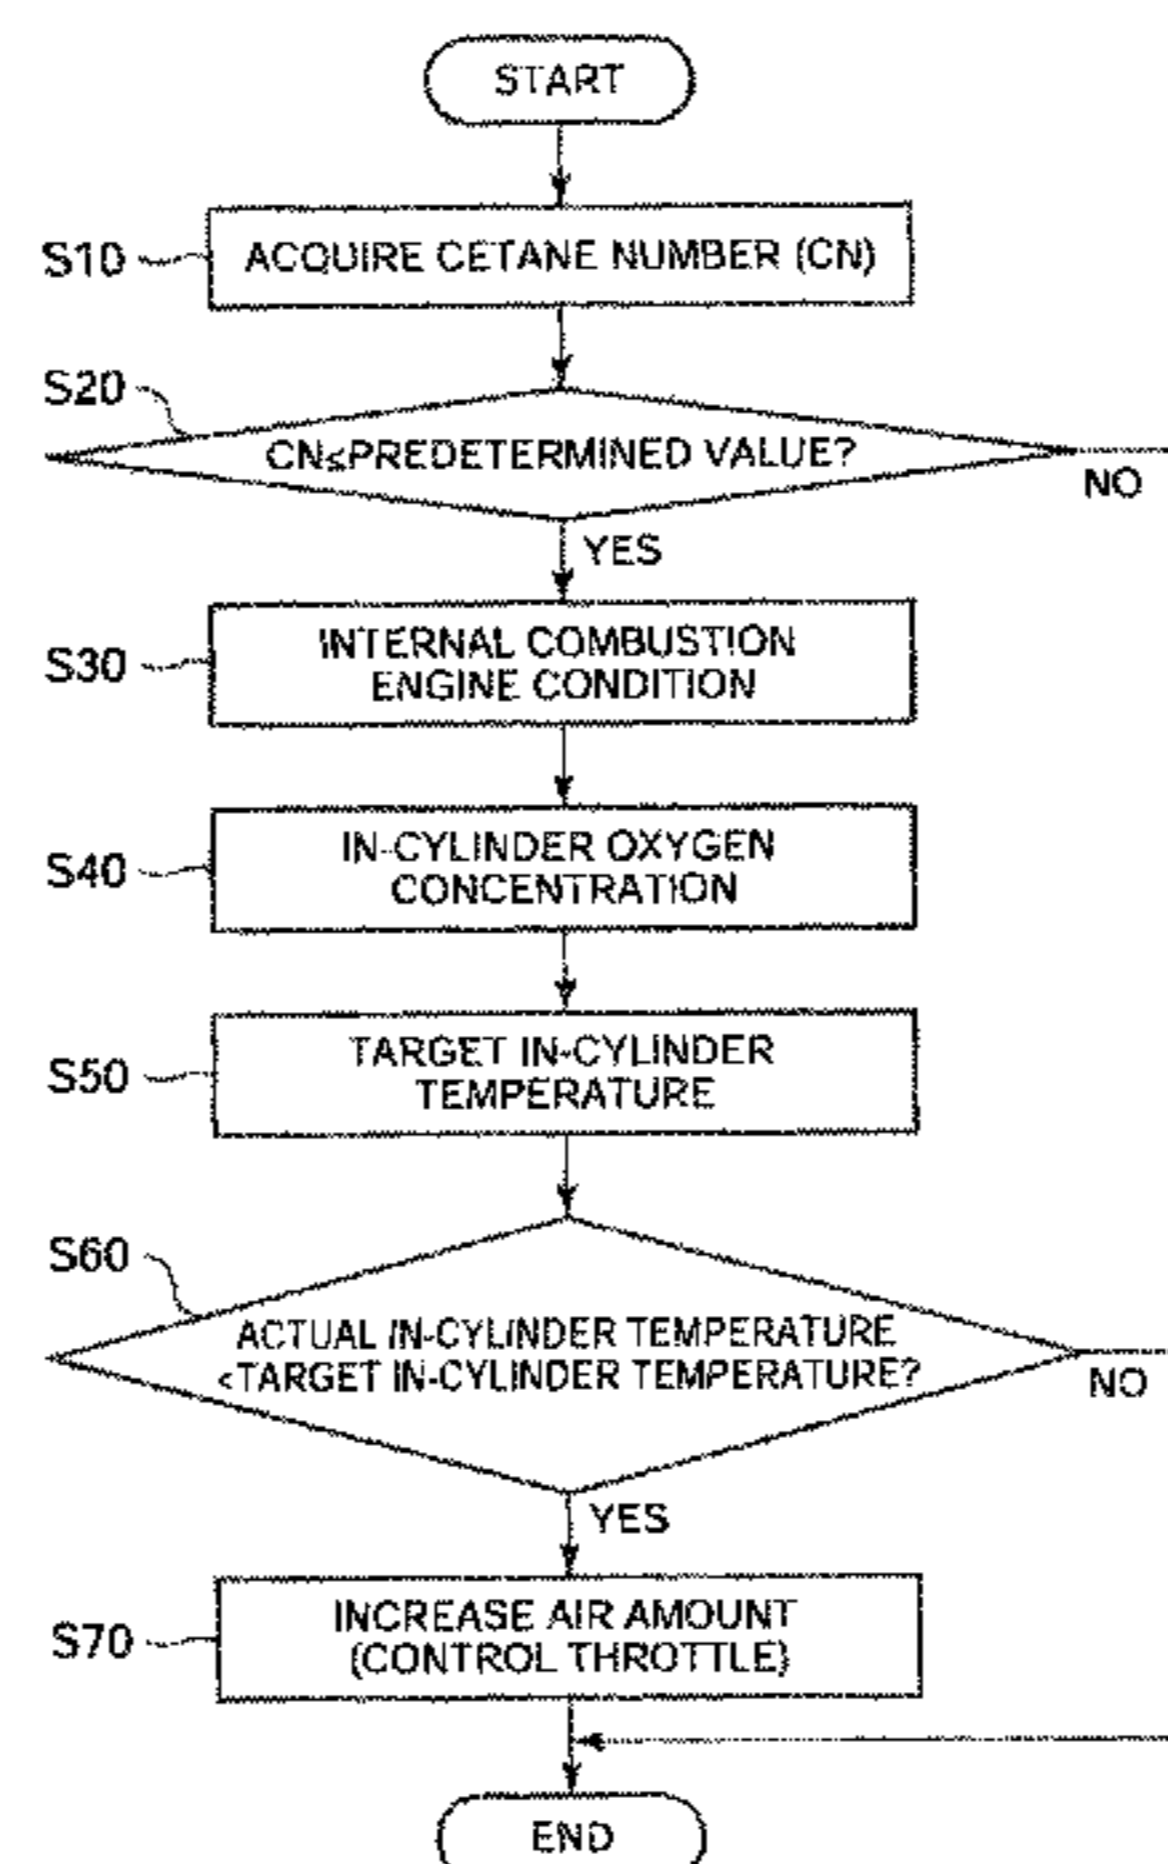 START
S10
ACQUIRE CETANE NUMBER (CN)
S20
CN≤PREDETERMINED VALUE?
NO
YES
S30
INTERNAL COMBUSTION
ENGINE CONDITION
S40
IN-CYLINDER OXYGEN
CONCENTRATION
S50
TARGET IN-CYLINDER
TEMPERATURE
S60
ACTUAL IN-CYLINDER TEMPERATURE
<TARGET IN-CYLINDER TEMPERATURE?
NO
YES
S70
INCREASE AIR AMOUNT
(CONTROL THROTTLE)
END